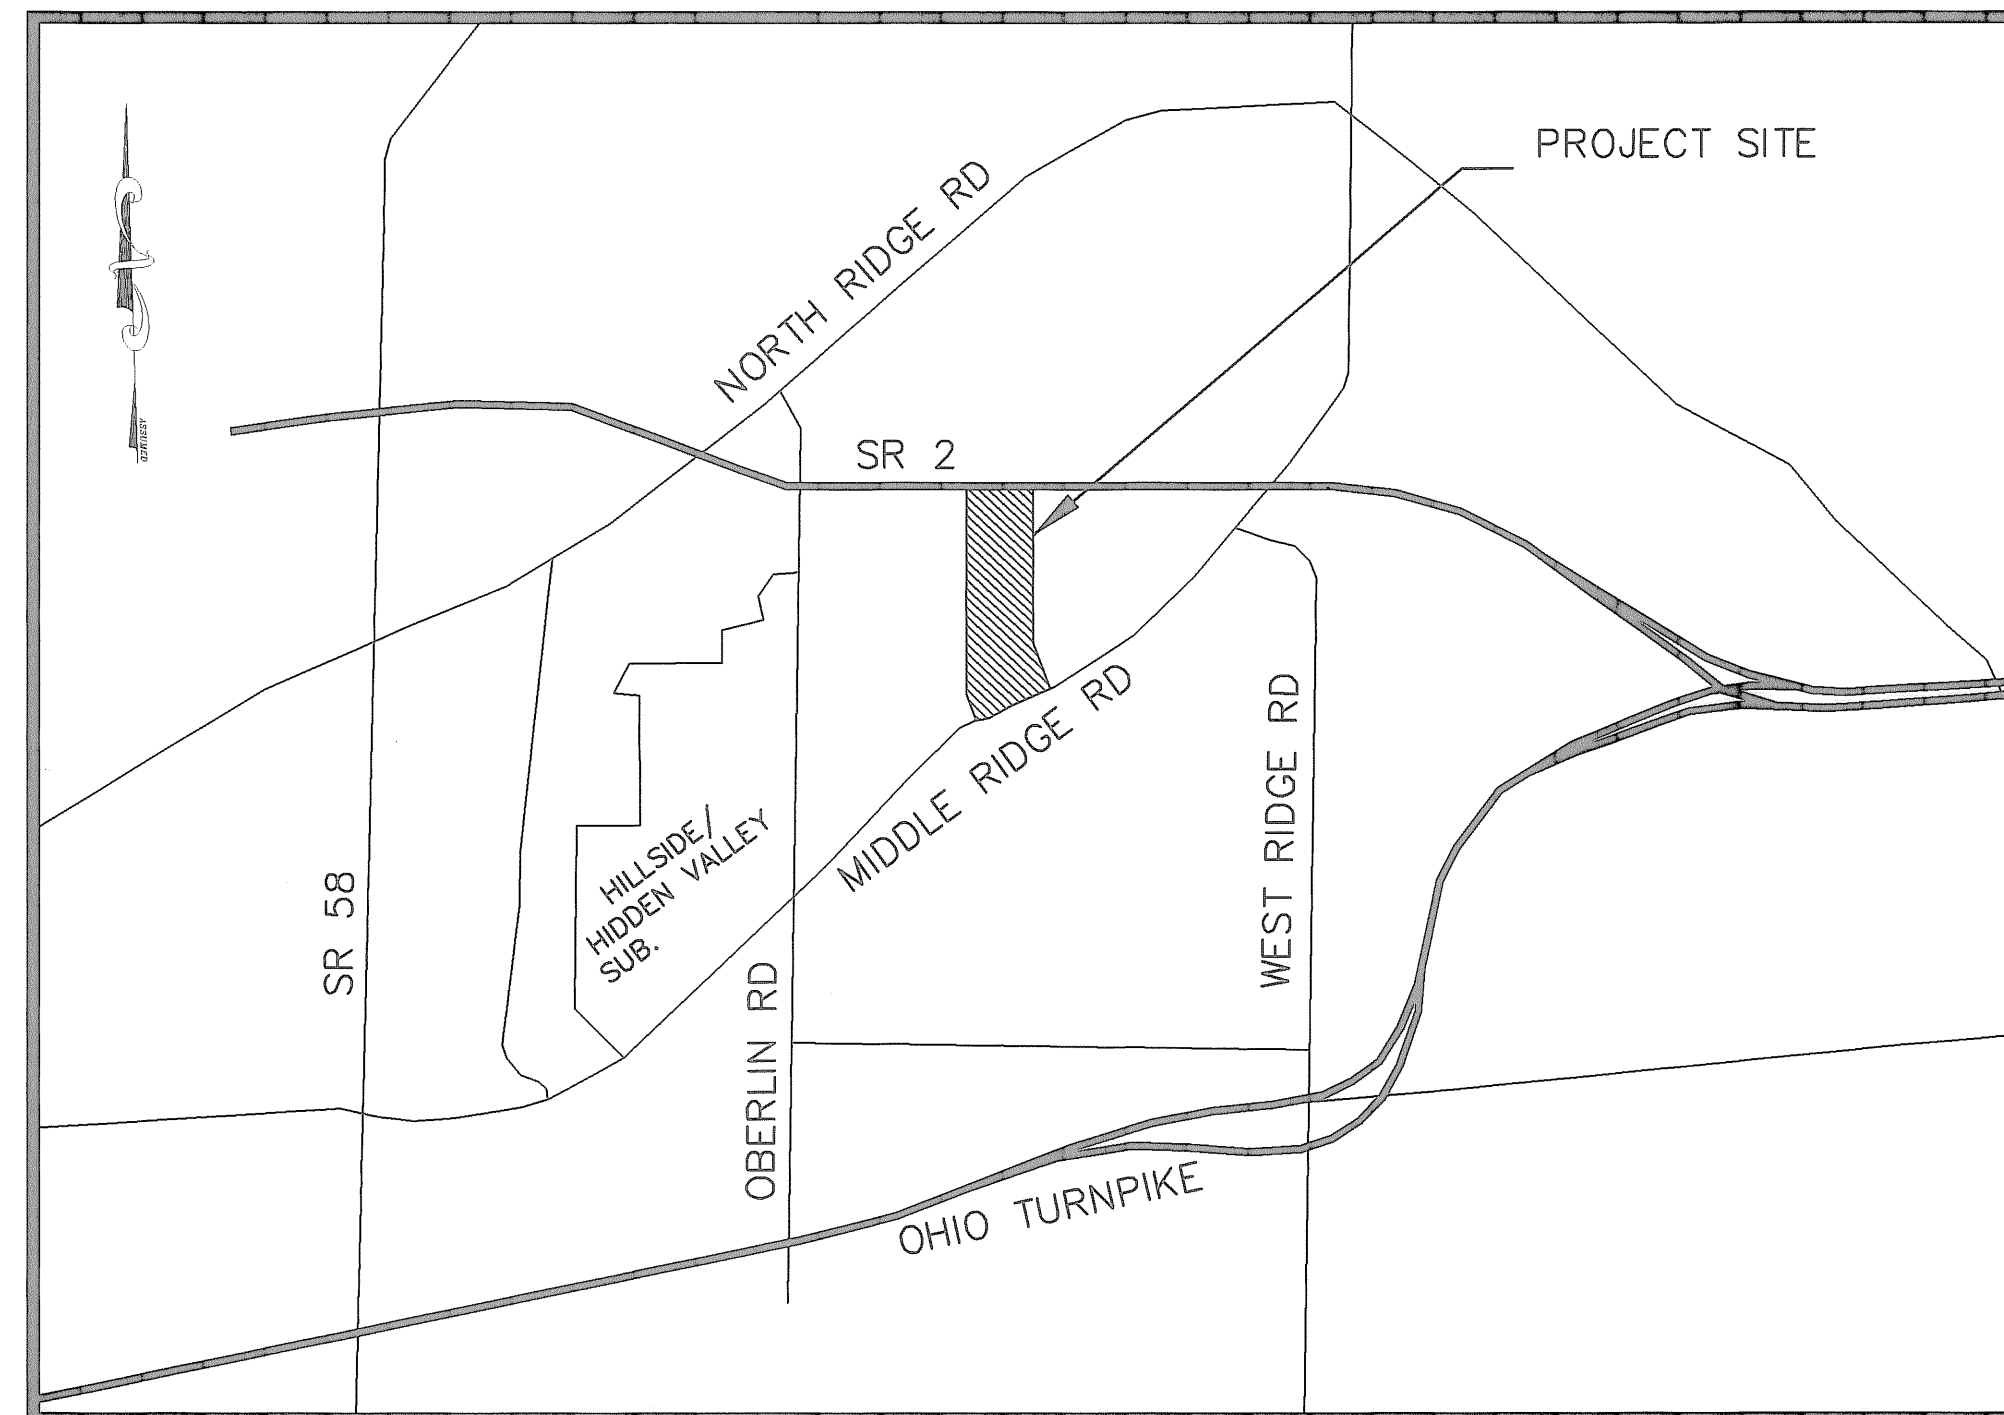 PROJECT SITE
NORTH RIDGE RD
ASSUMED
SR 2
MIDDLE RIDGE RD
WEST RIDGE RD
HILLSIDE/
HIDDEN VALLEY
SUB.
SR 58
OBERLIN RD
OHIO TURNPIKE